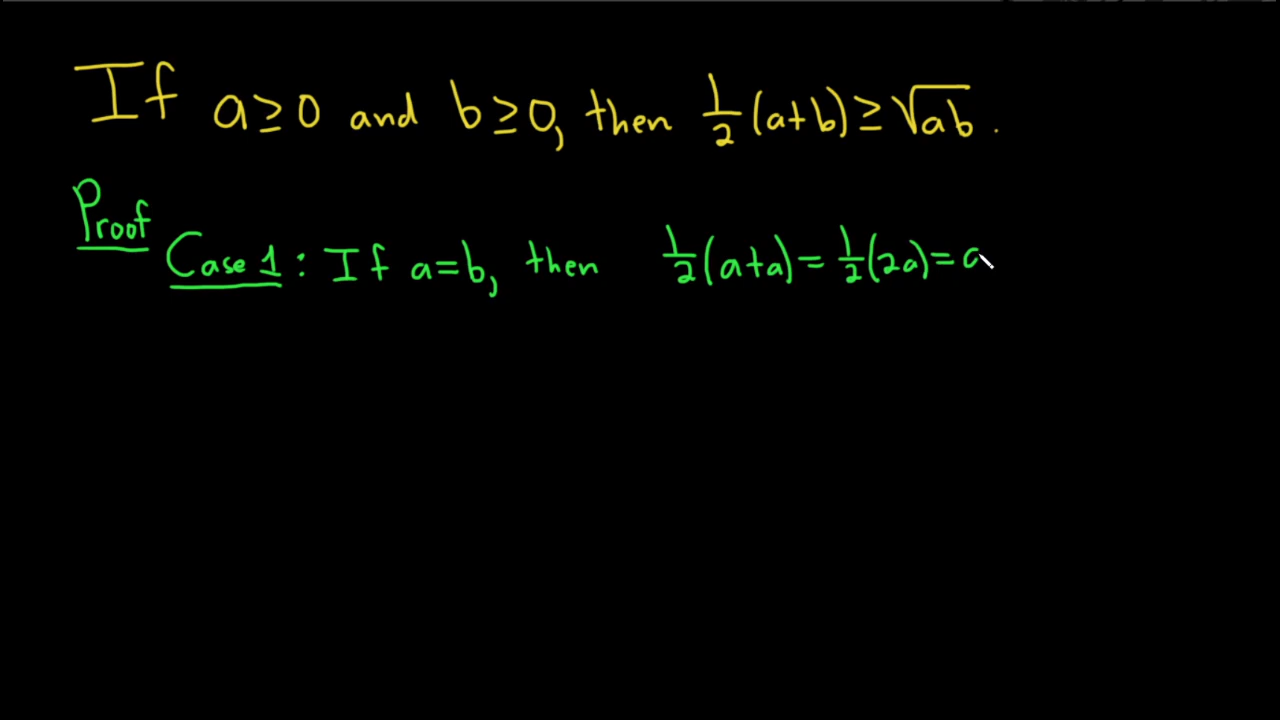 If a≥0 and b≥0, then 1/2(a+b)≥√ab.
Proof
Case 1: If a=b, then 1/2(a+a)=1/2(2a)=a